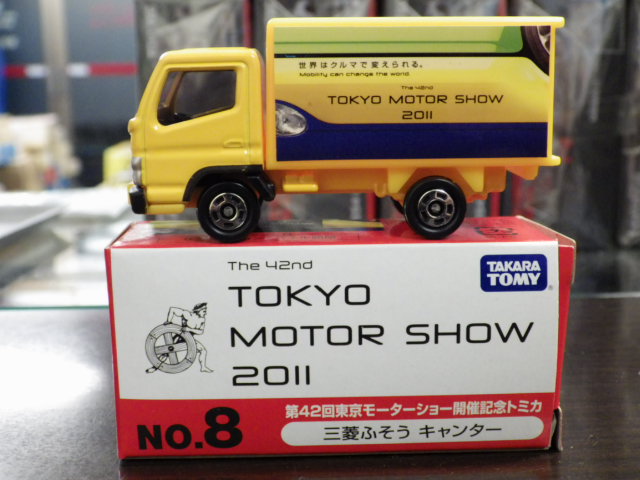 世界はクルマで変えられる。
Mobility can change the world.
The 42nd
TOKYO MOTOR SHOW
2011
The 42nd
TOKYO
MOTOR SHOW
2011
TAKARA
TOMY
NO.8
第42回東京モーターショー開催記念トミカ
三菱ふそう キャンター